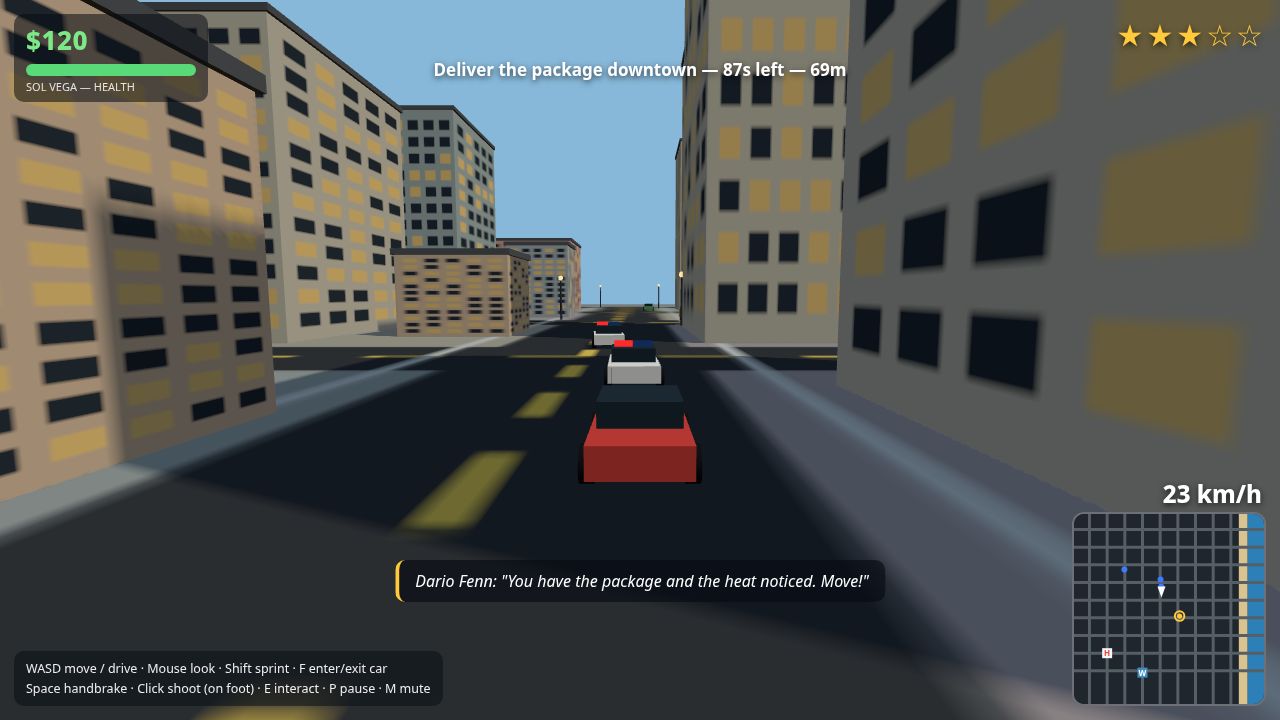 $120
SOL VEGA — HEALTH
Deliver the package downtown — 87s left — 69m
★★★☆☆
23 km/h
H
W
Dario Fenn: "You have the package and the heat noticed. Move!"
WASD move / drive · Mouse look · Shift sprint · F enter/exit car
Space handbrake · Click shoot (on foot) · E interact · P pause · M mute